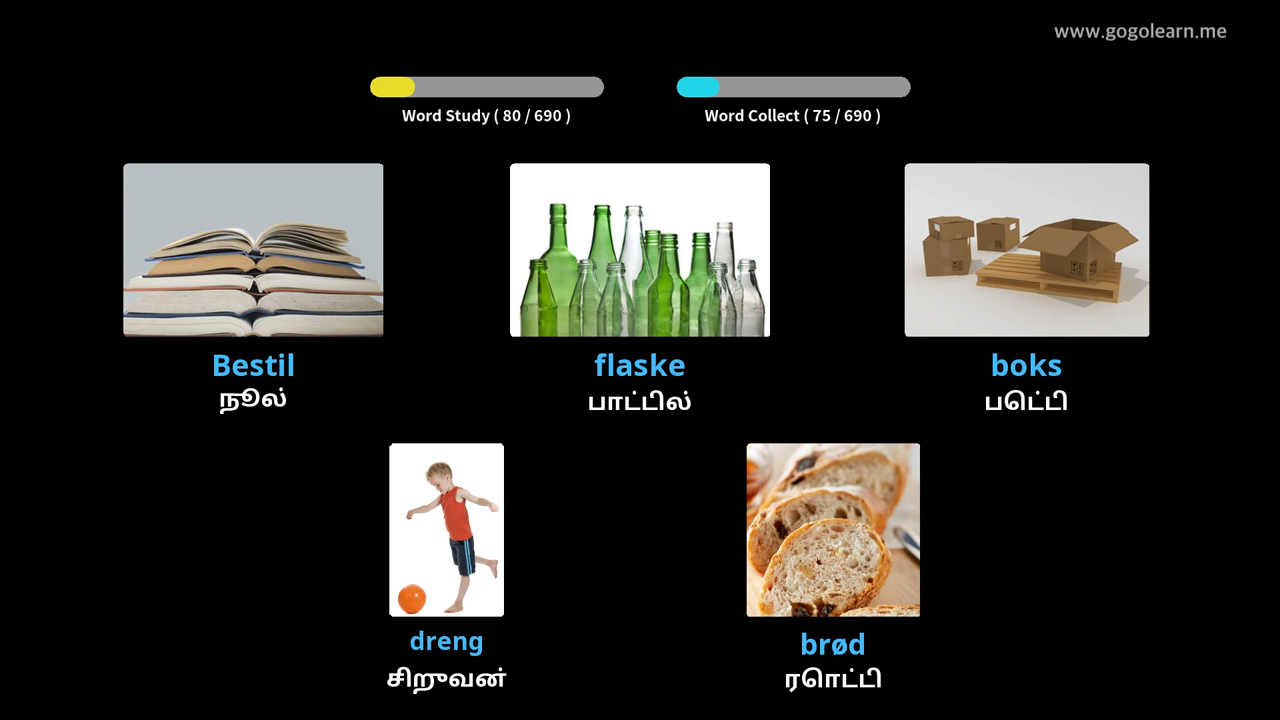 www.gogolearn.me
Word Study ( 80 / 690 )
Word Collect ( 75 / 690 )
Bestil
நூல்
flaske
பாட்டில்
boks
பெட்டி
dreng
சிறுவன்
brød
ரொட்டி